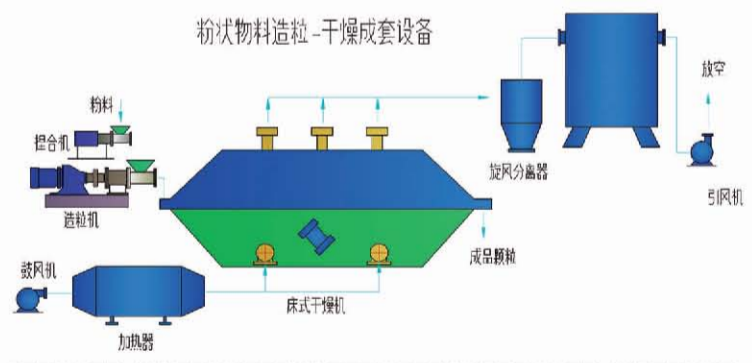 粉状物料造粒-干燥成套设备
粉料
捏合机
造粒机
鼓风机
加热器
床式干燥机
成品颗粒
旋风分离器
放空
引风机